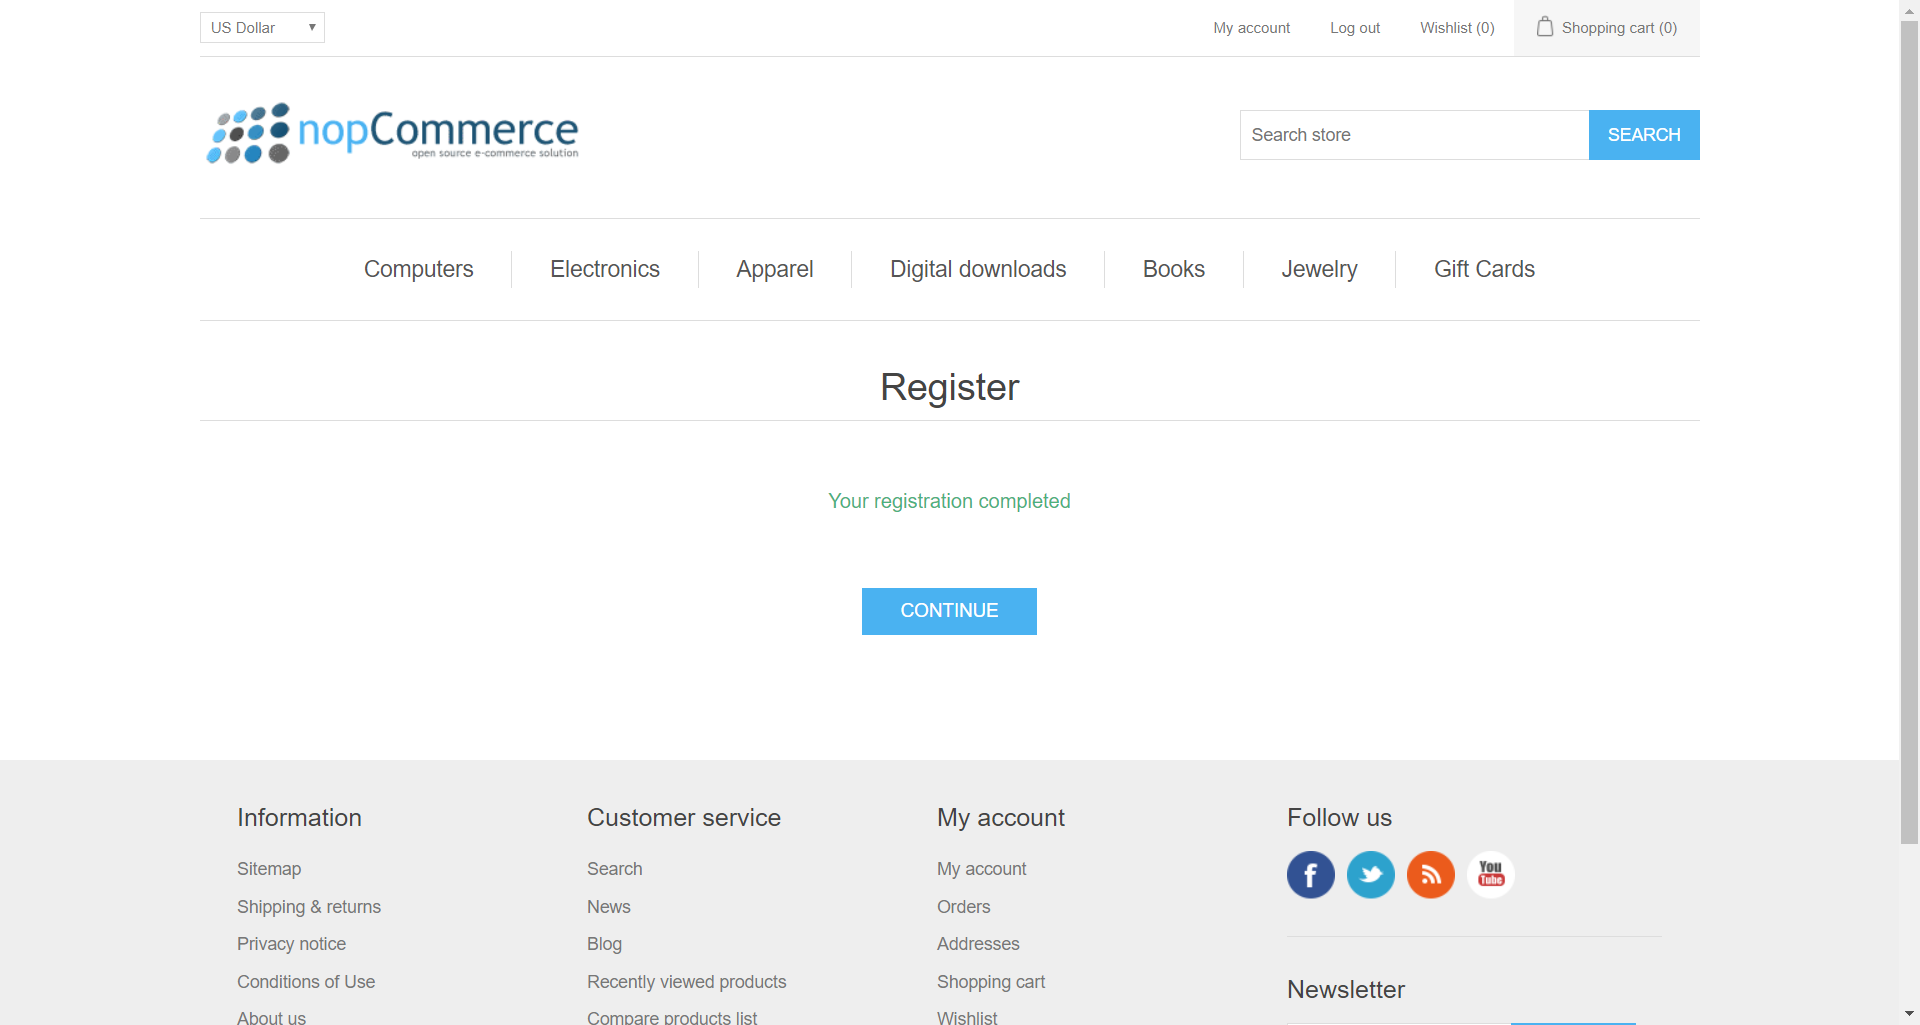 US Dollar
My account
Log out
Wishlist (0)
Shopping cart (0)
nopCommerce
open source e-commerce solution
Search store
SEARCH
Computers
Electronics
Apparel
Digital downloads
Books
Jewelry
Gift Cards
Register
Your registration completed
CONTINUE
Information
Sitemap
Shipping & returns
Privacy notice
Conditions of Use
About us
Customer service
Search
News
Blog
Recently viewed products
Compare products list
My account
My account
Orders
Addresses
Shopping cart
Wishlist
Follow us
You
Tube
Newsletter